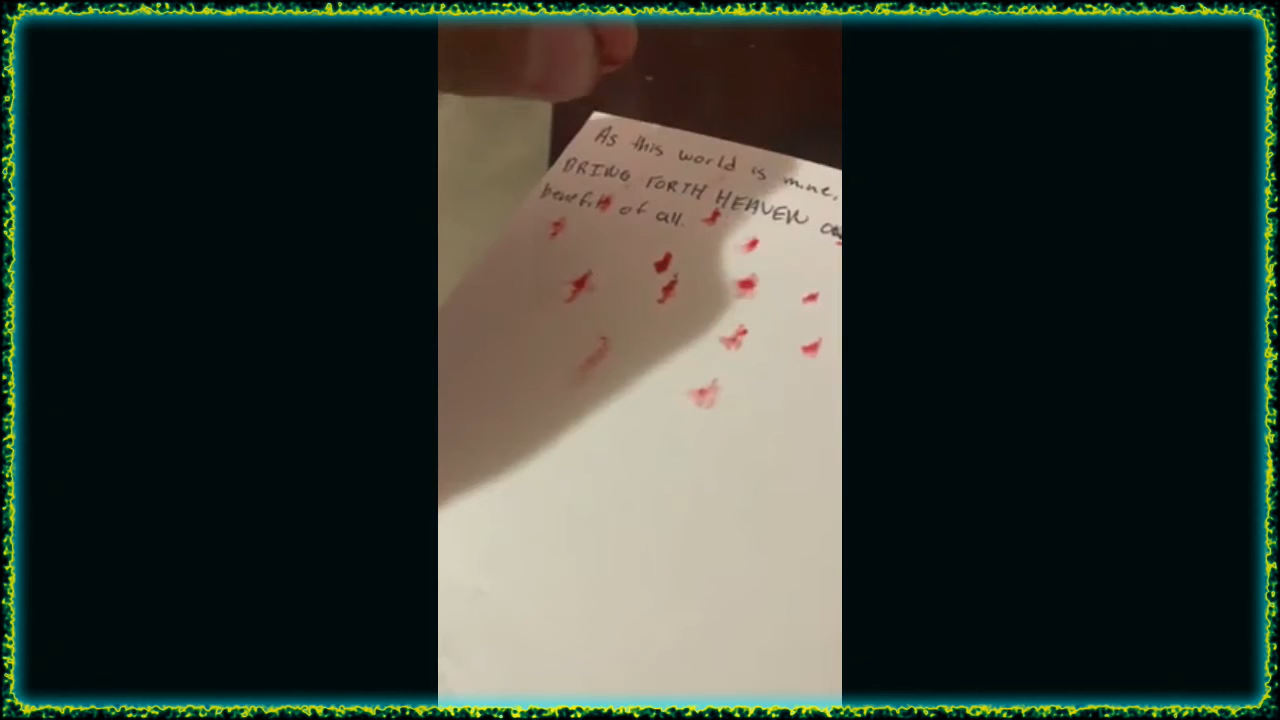 As this world is mine,
BRING FORTH HEAVEN
benefit of all.